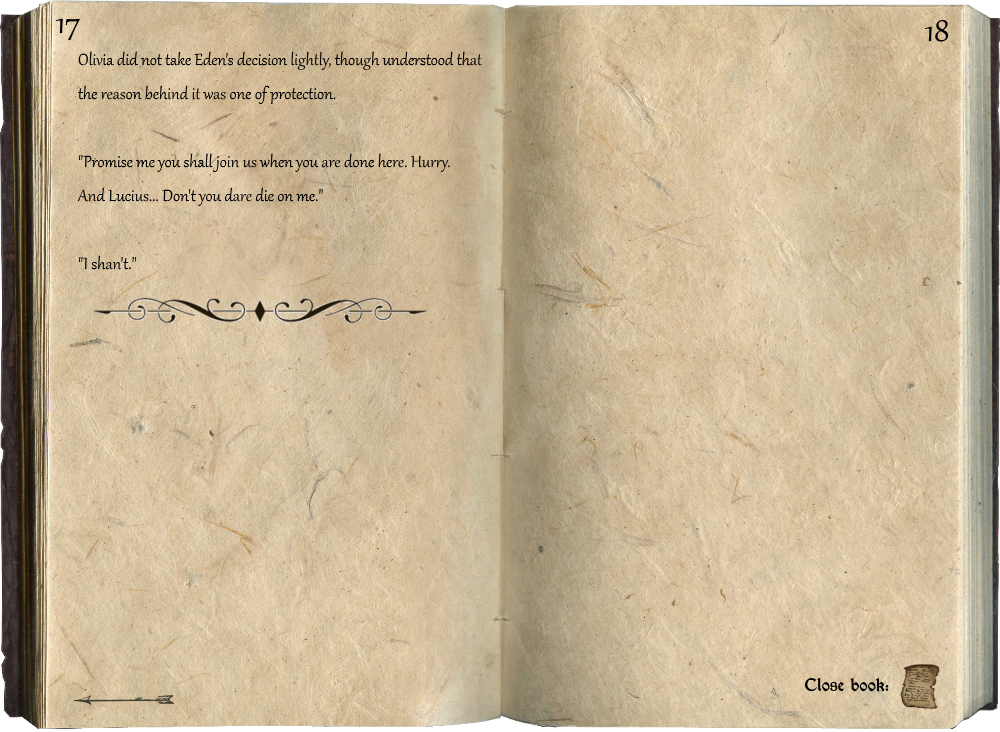 17
Olivia did not take Eden's decision lightly, though understood that
the reason behind it was one of protection.
"Promise me you shall join us when you are done here. Hurry.
And Lucius... Don't you dare die on me."
"I shan't."
18
Close book: